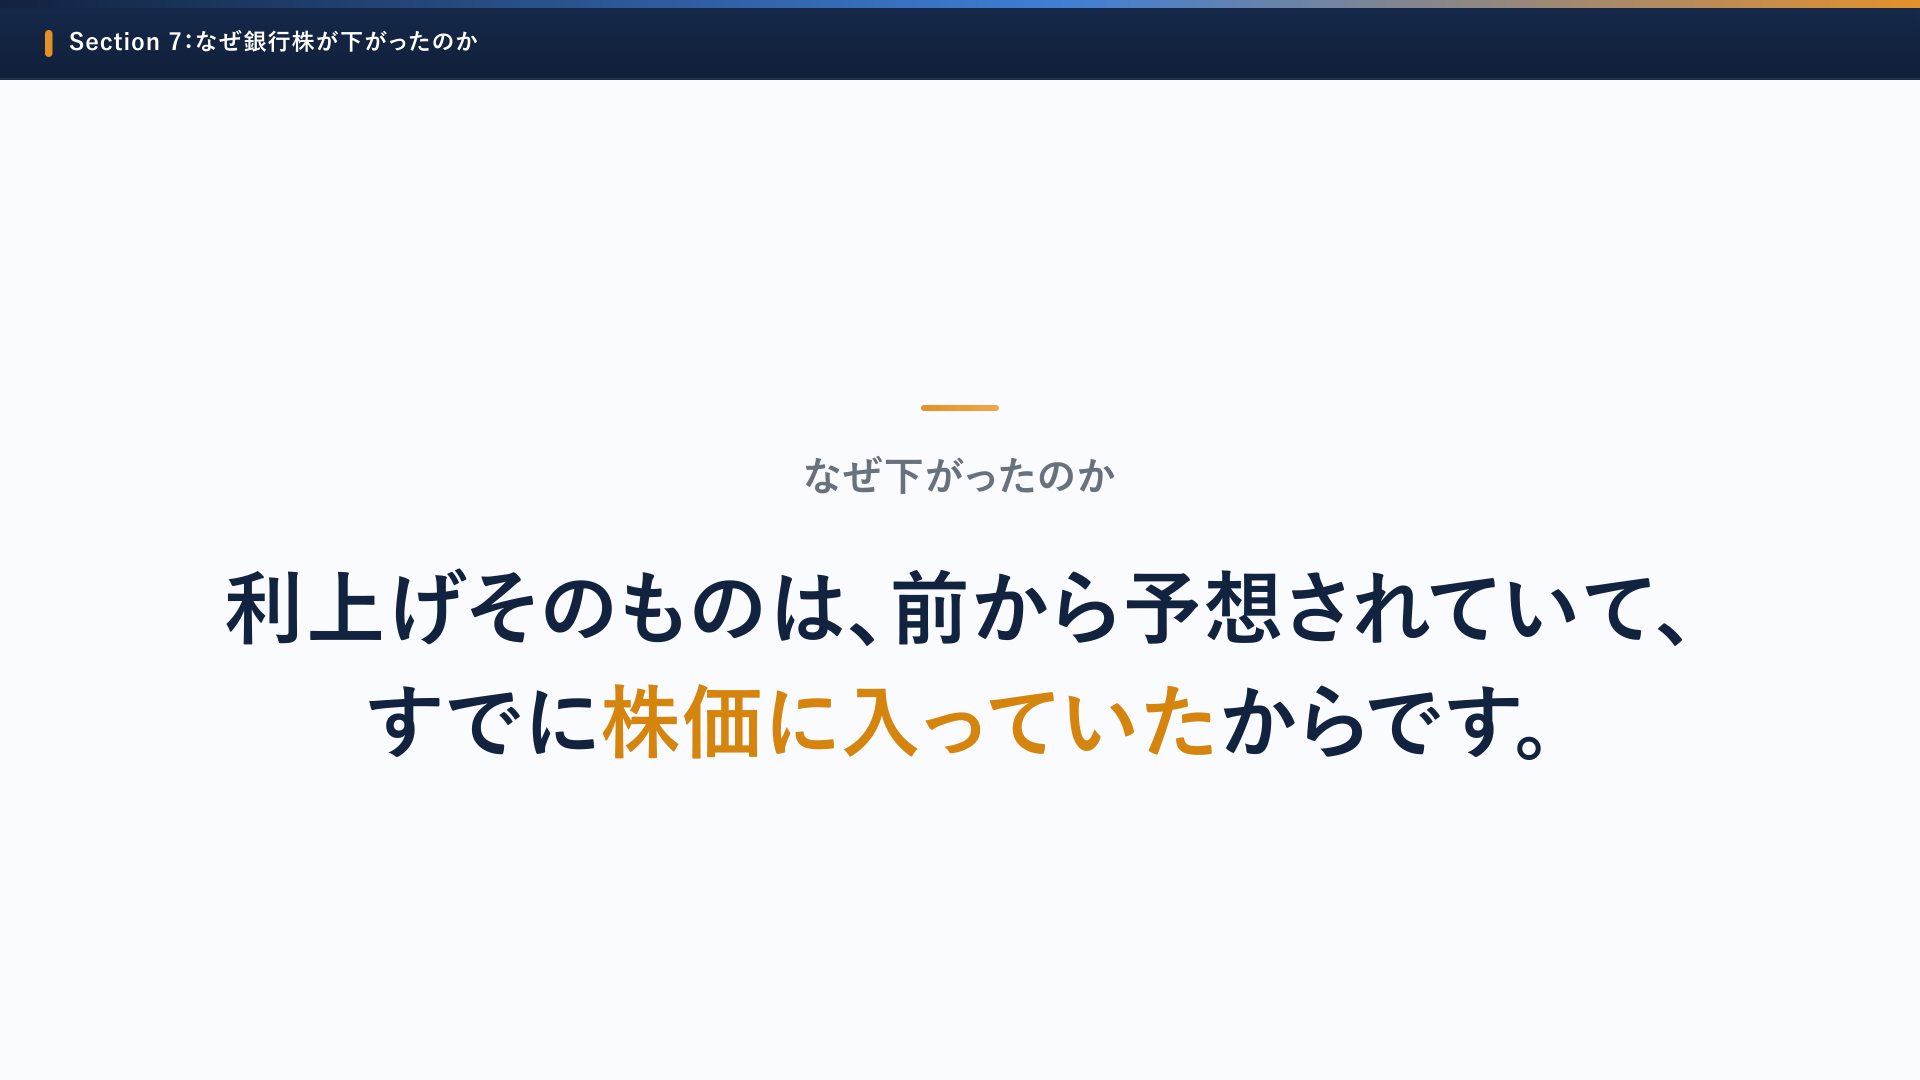 Section 7：なぜ銀行株が下がったのか
なぜ下がったのか
利上げそのものは、前から予想されていて、
すでに株価に入っていたからです。